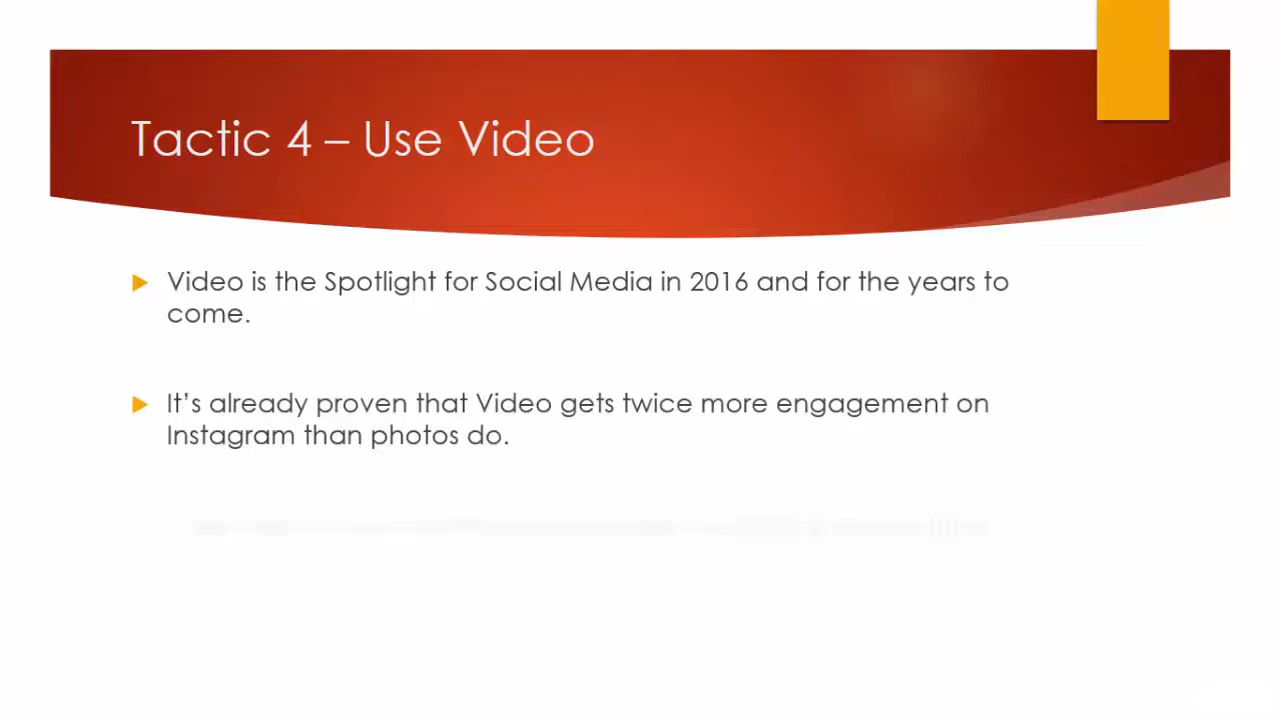 Tactic 4 – Use Video
Video is the Spotlight for Social Media in 2016 and for the years to
come.
It’s already proven that Video gets twice more engagement on
Instagram than photos do.